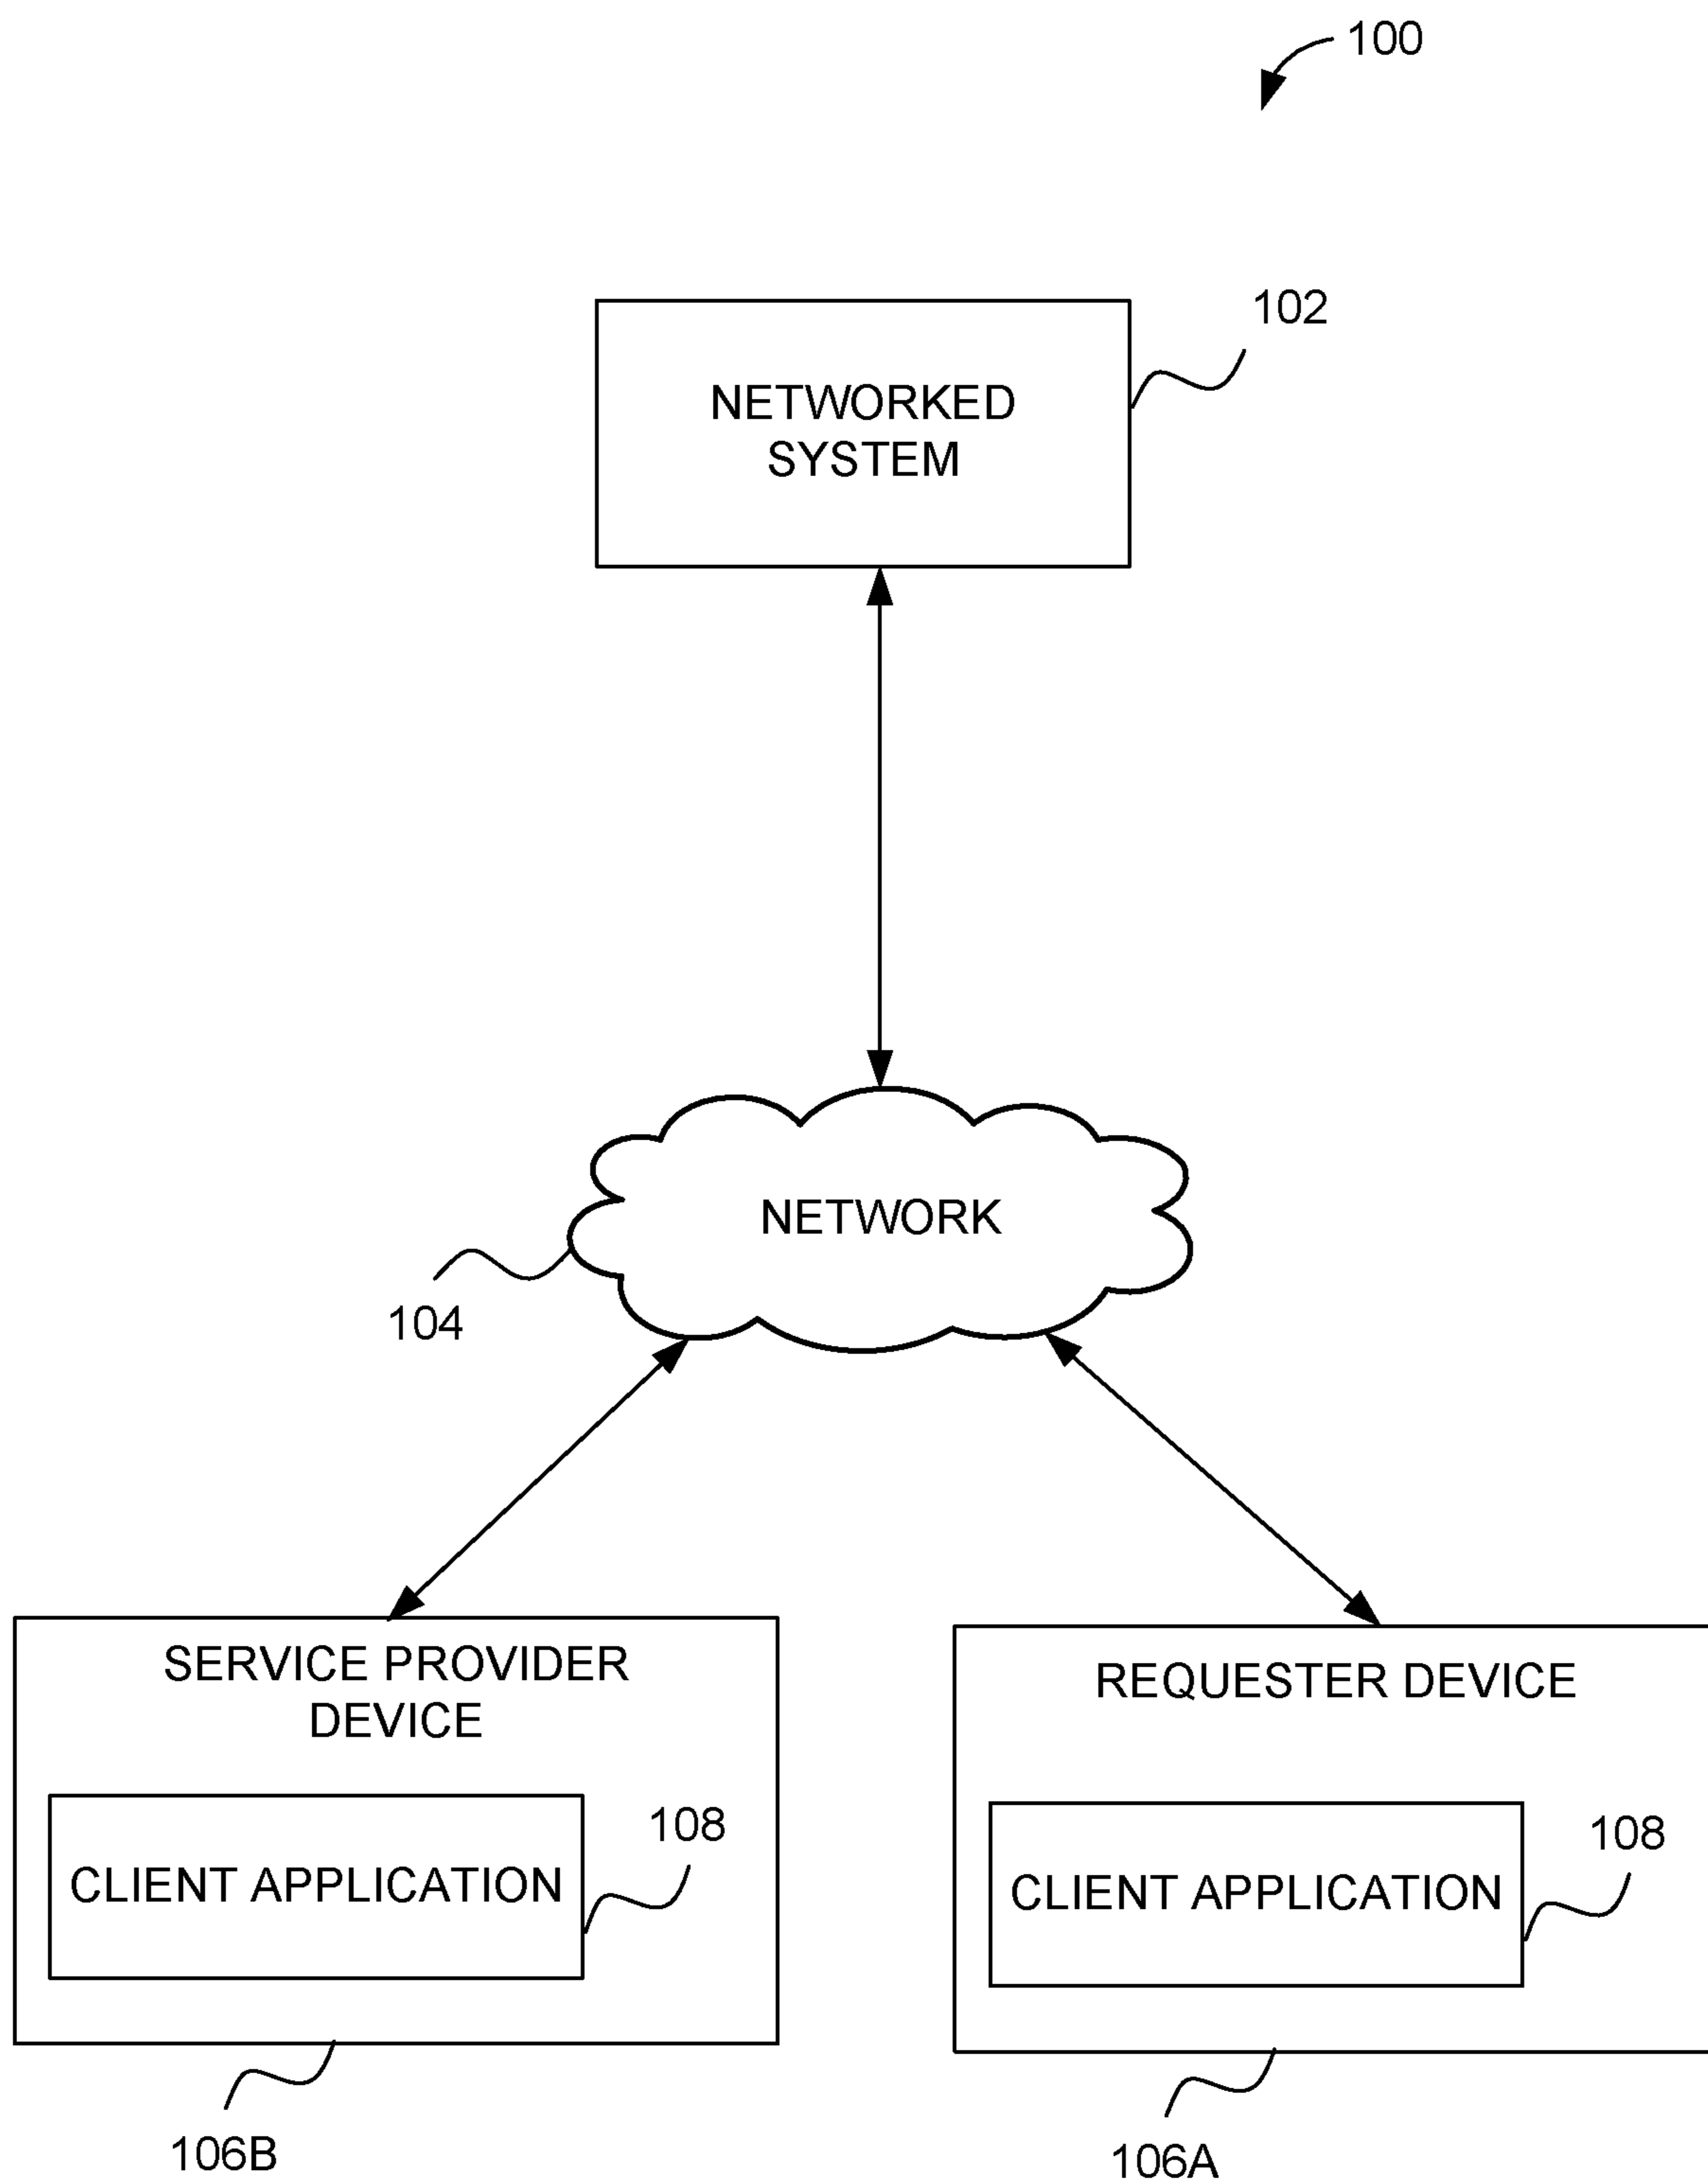 100
102
NETWORKED
SYSTEM
NETWORK
104
SERVICE PROVIDER
DEVICE
108
CLIENT APPLICATION
106B
REQUESTER DEVICE
108
CLIENT APPLICATION
106A